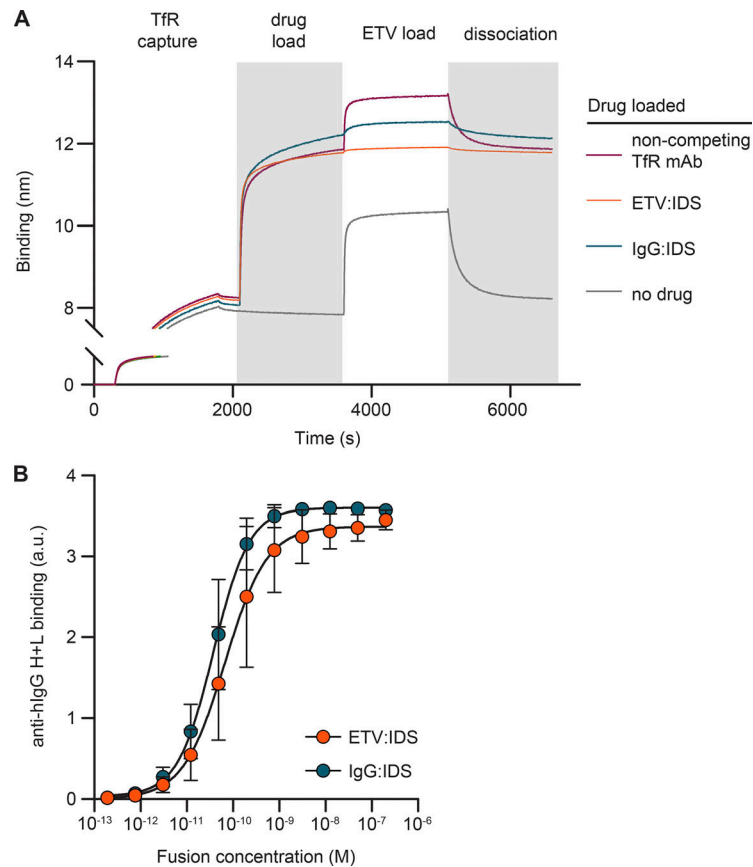 A
TfR capture
drug load
ETV load
dissociation
14
12
10
8
0
Binding (nm)
0
2000
4000
6000
Time (s)
Drug loaded
non-competing
TfR mAb
ETV:IDS
IgG:IDS
no drug
B
4
3
2
1
0
anti-hIgG H+L binding (a.u.)
ETV:IDS
IgG:IDS
10-13
10-12
10-11
10-10
10-9
10-8
10-7
10-6
Fusion concentration (M)